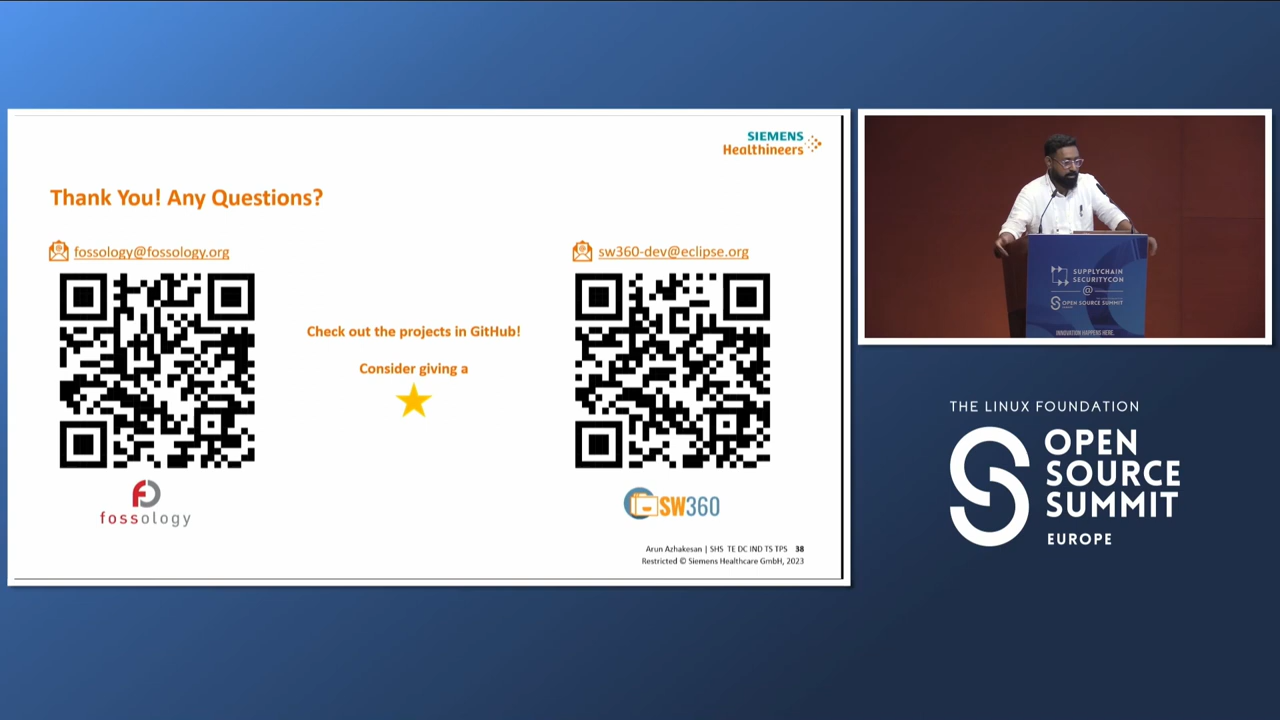 SIEMENS
Healthineers
Thank You! Any Questions?
fossology@fossology.org
sw360-dev@eclipse.org
Check out the projects in GitHub!
Consider giving a
fossology
SW360
Arun Azhakesan | SHS TE DC IND TS TPS 38
Restricted © Siemens Healthcare GmbH, 2023
SUPPLYCHAIN
SECURITYCON
@
OPEN SOURCE SUMMIT
INNOVATION HAPPENS HERE.
THE LINUX FOUNDATION
OPEN
SOURCE
SUMMIT
EUROPE